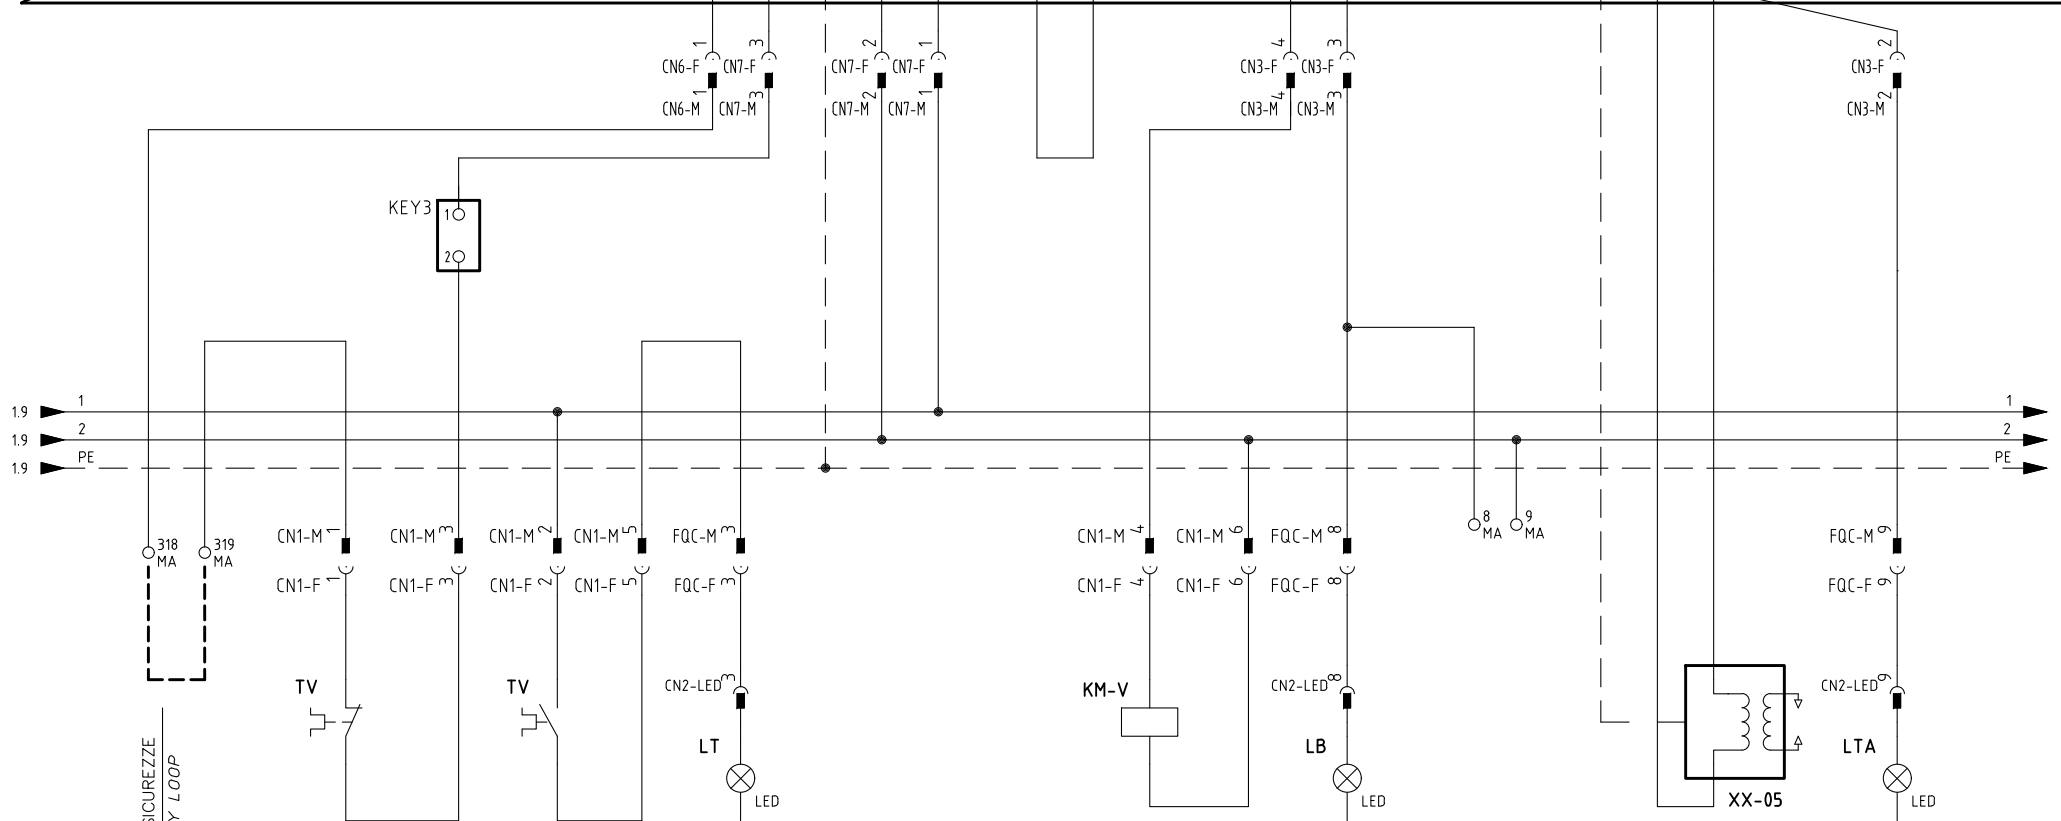 1 3 2 1 4 3 2
CN6-F CN7-F CN7-F CN7-F CN3-F CN3-F CN3-F
1 3 2 1 4 3 2
CN6-M CN7-M CN7-M CN7-M CN3-M CN3-M CN3-M
KEY3 1
2
1.9 1 1
1.9 2 2
1.9 PE PE
318 319 8 9
MA MA MA MA
1 3 2 5 3 4 6 8 9
CN1-M CN1-M CN1-M CN1-M FQC-M CN1-M CN1-M FQC-M FQC-M
CN1-F CN1-F CN1-F CN1-F FQC-F CN1-F CN1-F FQC-F FQC-F
1 3 2 5 3 4 6 8 9
3 8 9
TV TV CN2-LED KM-V CN2-LED CN2-LED
LT LB LTA
LED LED XX-05 LED
SICUREZZE
Y LOOP